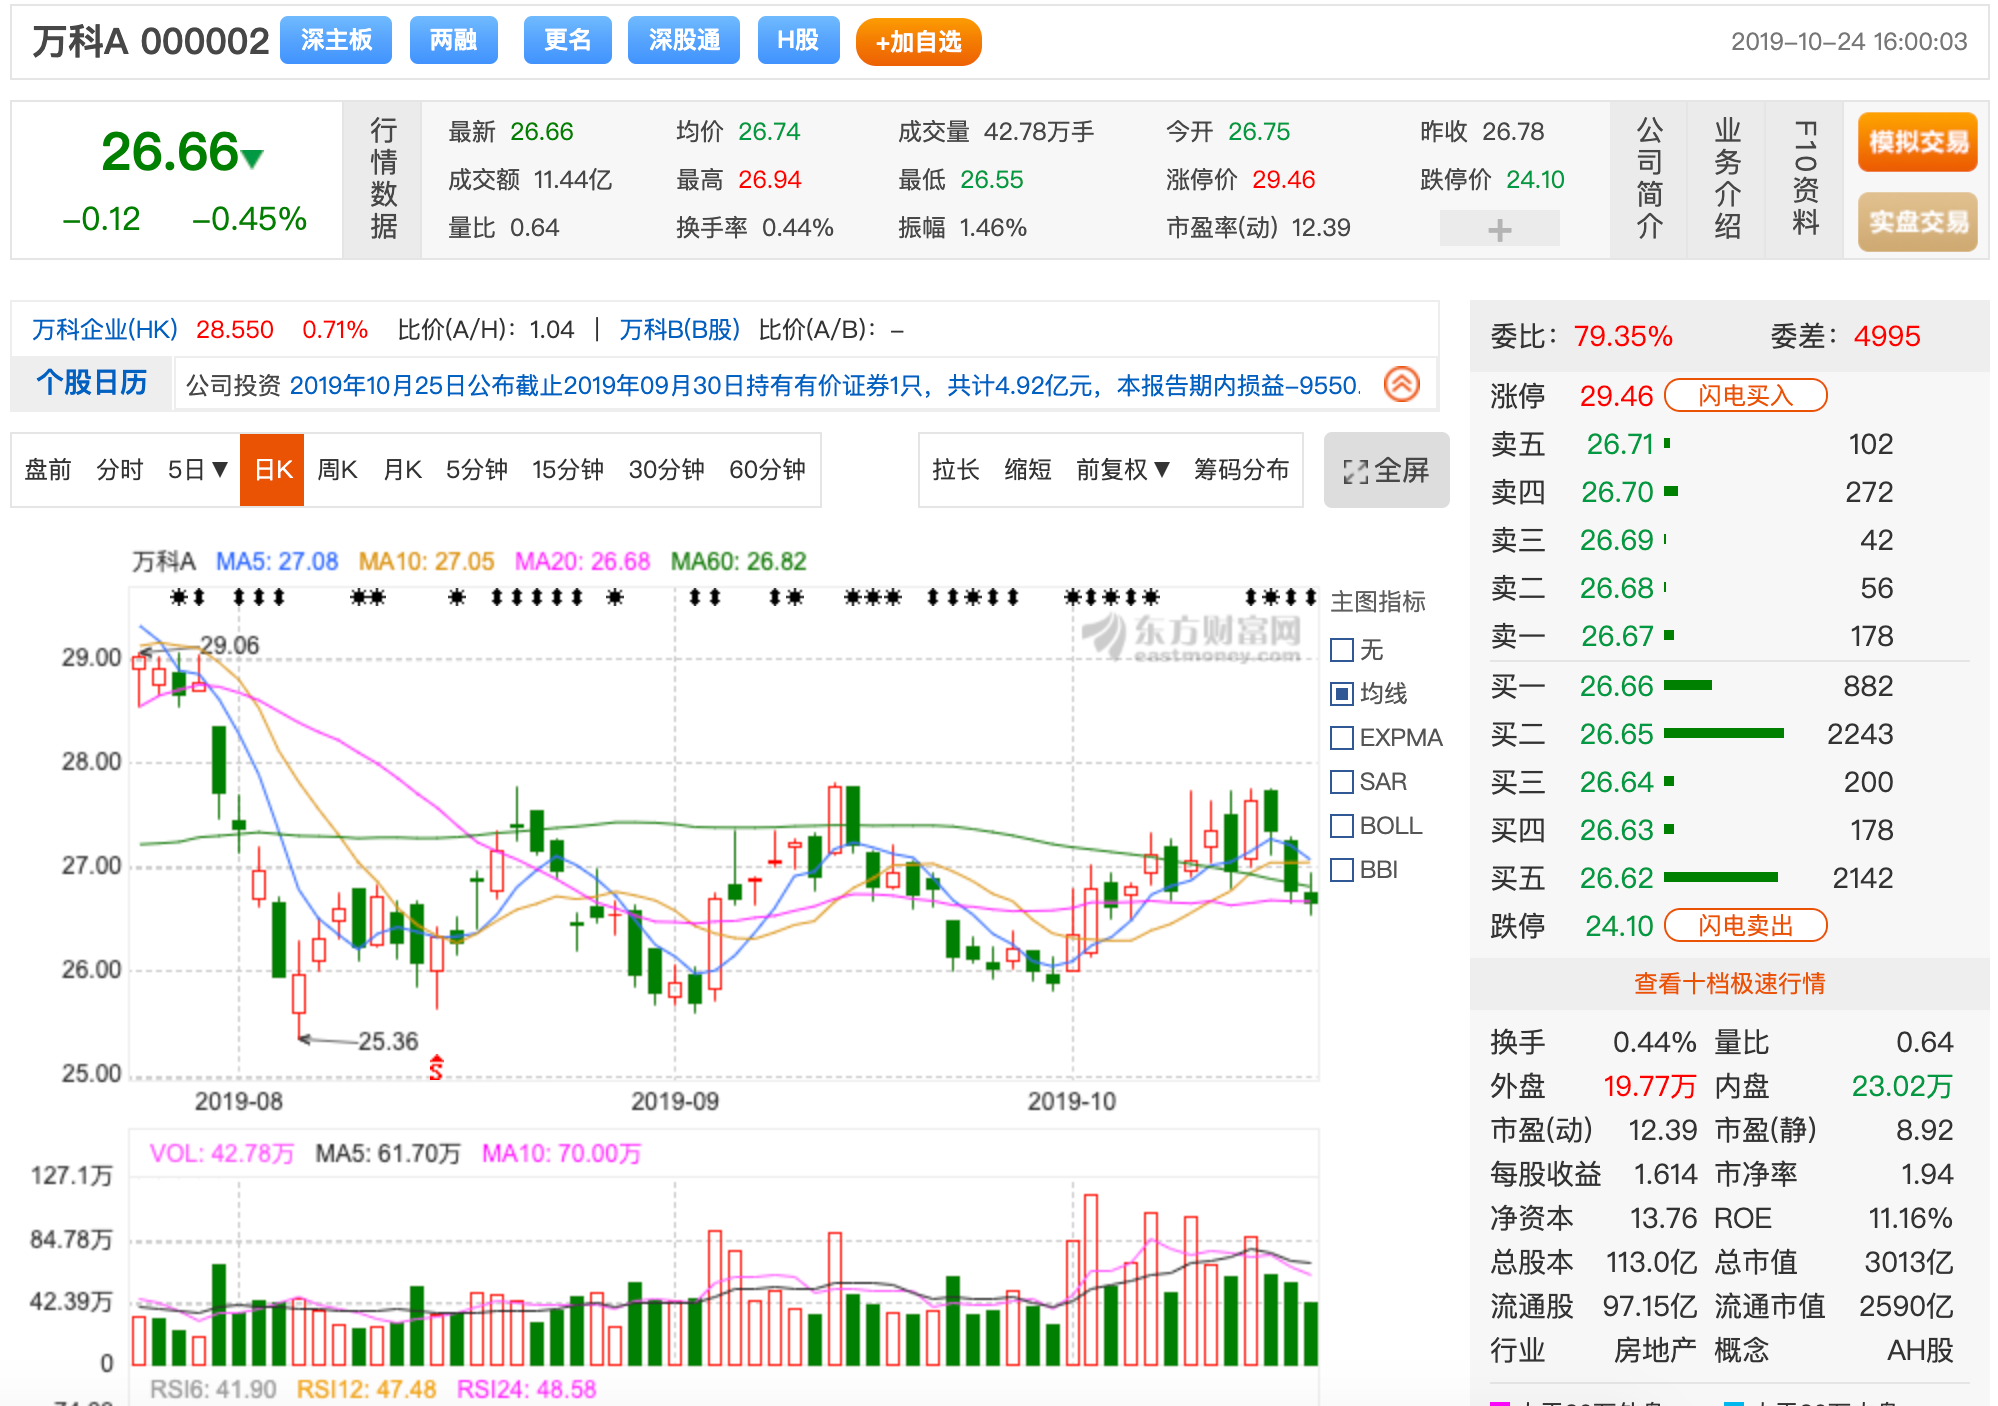 万科A 000002 深主板 两融 更名 深股通 H股 +加自选 2019-10-24 16:00:03
26.66▼
-0.12 -0.45%
行情数据
最新 26.66 均价 26.74 成交量 42.78万手 今开 26.75 昨收 26.78
成交额 11.44亿 最高 26.94 最低 26.55 涨停价 29.46 跌停价 24.10
量比 0.64 换手率 0.44% 振幅 1.46% 市盈率(动) 12.39 +
公司简介
业务介绍
F10资料
模拟交易
实盘交易
万科企业(HK) 28.550 0.71% 比价(A/H): 1.04 | 万科B(B股) 比价(A/B): -
个股日历 公司投资 2019年10月25日公布截止2019年09月30日持有有价证券1只，共计4.92亿元，本报告期内损益-9550.
盘前 分时 5日▼ 日K 周K 月K 5分钟 15分钟 30分钟 60分钟
拉长 缩短 前复权▼ 筹码分布 全屏
万科A MA5: 27.08 MA10: 27.05 MA20: 26.68 MA60: 26.82
东方财富网
eastmoney.com
29.06
29.00
28.00
27.00
26.00
25.36
25.00
S
2019-08 2019-09 2019-10
主图指标
无
均线
EXPMA
SAR
BOLL
BBI
VOL: 42.78万 MA5: 61.70万 MA10: 70.00万
127.1万
84.78万
42.39万
0
RSI6: 41.90 RSI12: 47.48 RSI24: 48.58
委比: 79.35% 委差: 4995
涨停 29.46 闪电买入
卖五 26.71 102
卖四 26.70 272
卖三 26.69 42
卖二 26.68 56
卖一 26.67 178
买一 26.66 882
买二 26.65 2243
买三 26.64 200
买四 26.63 178
买五 26.62 2142
跌停 24.10 闪电卖出
查看十档极速行情
换手 0.44% 量比 0.64
外盘 19.77万 内盘 23.02万
市盈(动) 12.39 市盈(静) 8.92
每股收益 1.614 市净率 1.94
净资本 13.76 ROE 11.16%
总股本 113.0亿 总市值 3013亿
流通股 97.15亿 流通市值 2590亿
行业 房地产 概念 AH股